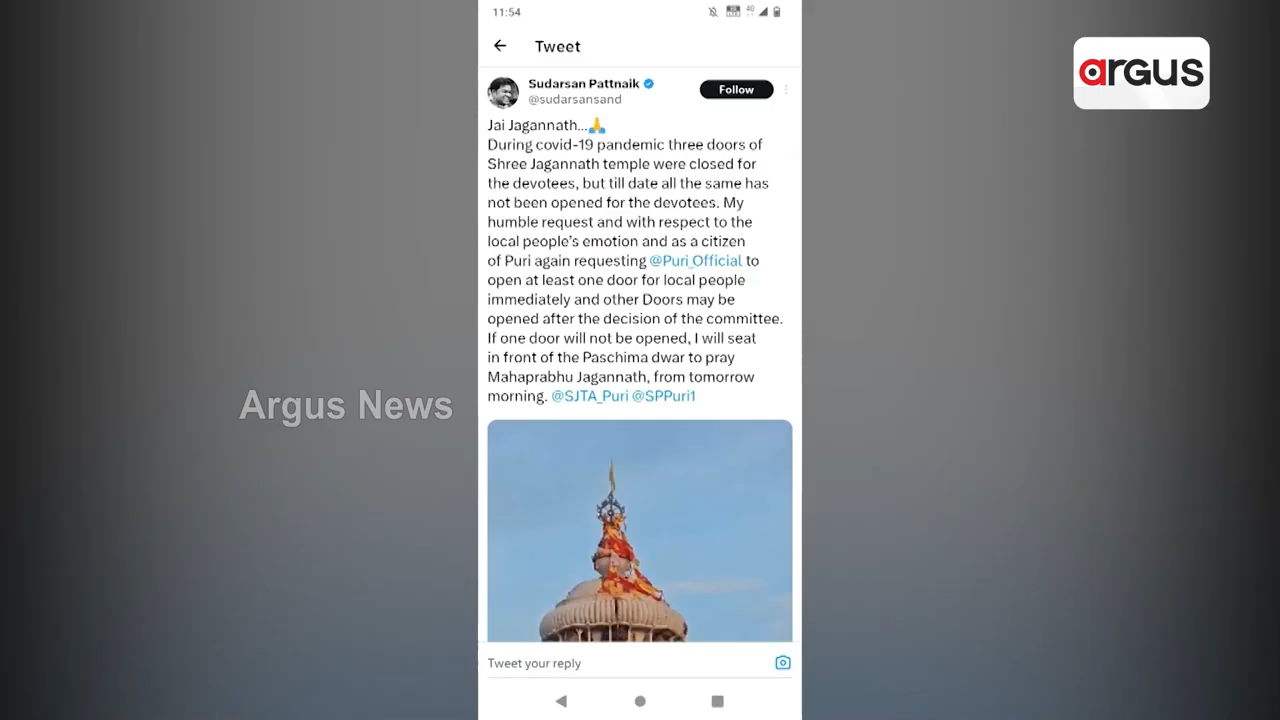 11:54
4G
argus
Tweet
Sudarsan Pattnaik
@sudarsansand
Follow
Jai Jagannath...🙏
During covid-19 pandemic three doors of
Shree Jagannath temple were closed for
the devotees, but till date all the same has
not been opened for the devotees. My
humble request and with respect to the
local people's emotion and as a citizen
of Puri again requesting @Puri_Official to
open at least one door for local people
immediately and other Doors may be
opened after the decision of the committee.
If one door will not be opened, I will seat
in front of the Paschima dwar to pray
Mahaprabhu Jagannath, from tomorrow
morning. @SJTA_Puri @SPPuri1
Argus News
Tweet your reply